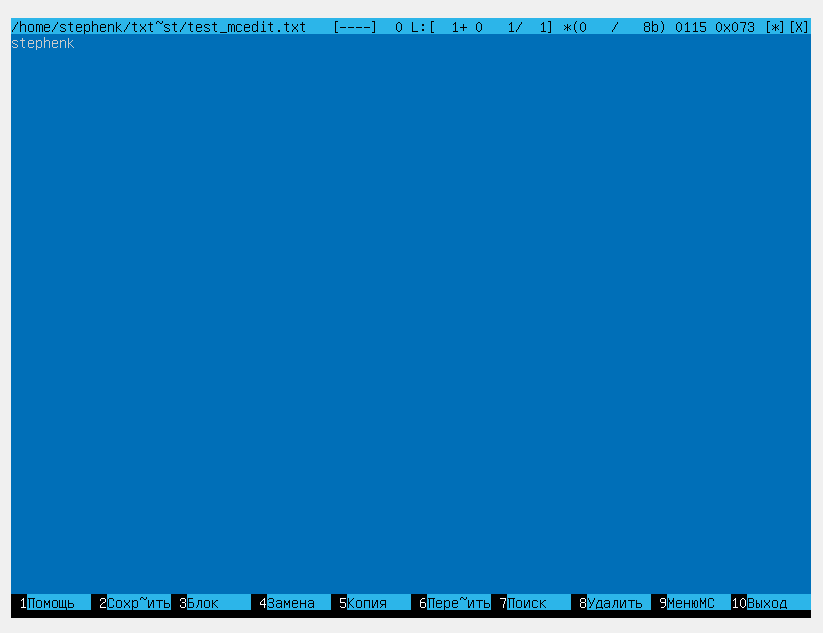 /home/stephenk/txt~st/test_mcedit.txt [----] 0 L:[ 1+ 0 1/ 1] *(0 / 8b) 0115 0x073 [*][X]
stephenk
1Помощь 2Сохр~ить 3Блок 4Замена 5Копия 6Пере~ить 7Поиск 8Удалить 9МенюMC 10Выход